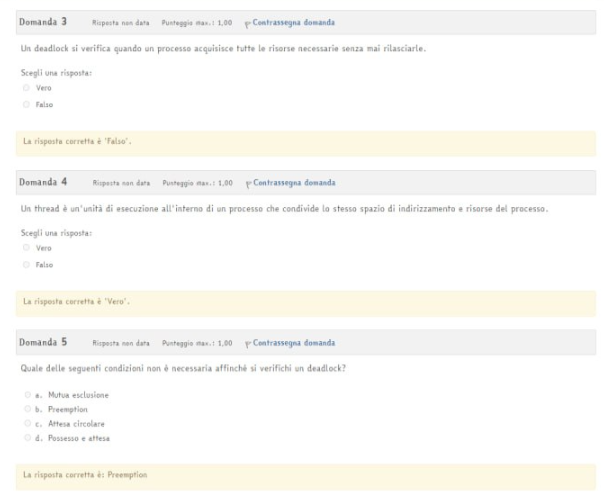 Domanda 3 Risposta non data Punteggio max.: 1,00 Contrassegna domanda
Un deadlock si verifica quando un processo acquisisce tutte le risorse necessarie senza mai rilasciarle.
Scegli una risposta:
Vero
Falso
La risposta corretta è 'Falso'.
Domanda 4 Risposta non data Punteggio max.: 1,00 Contrassegna domanda
Un thread è un'unità di esecuzione all'interno di un processo che condivide lo stesso spazio di indirizzamento e risorse del processo.
Scegli una risposta:
Vero
Falso
La risposta corretta è 'Vero'.
Domanda 5 Risposta non data Punteggio max.: 1,00 Contrassegna domanda
Quale delle seguenti condizioni non è necessaria affinché si verifichi un deadlock?
a. Mutua esclusione
b. Preemption
c. Attesa circolare
d. Possesso e attesa
La risposta corretta è: Preemption